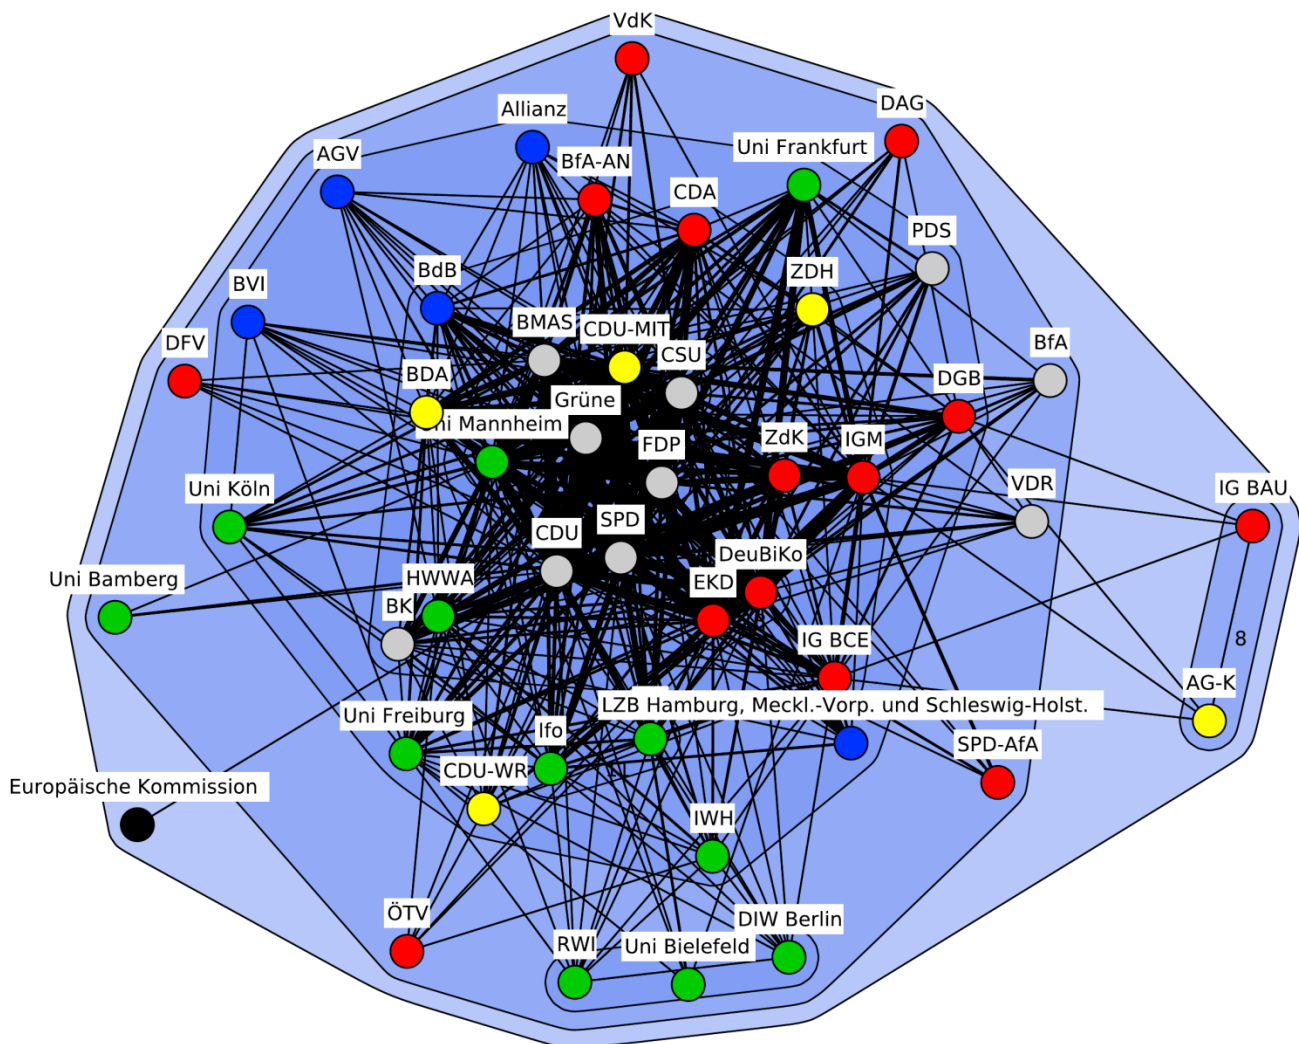 VdK
DAG
Allianz
Uni Frankfurt
BfA-AN
AGV
CDA
PDS
ZDH
BdB
BVI
BMAS
CDU-MIT
DFV
CSU
BfA
BDA
DGB
Grüne
Uni Mannheim
ZdK
IGM
FDP
Uni Köln
VDR
IG BAU
SPD
CDU
DeuBiKo
Uni Bamberg
HWWA
EKD
BK
8
IG BCE
AG-K
LZB Hamburg, Meckl.-Vorp. und Schleswig-Holst.
Uni Freiburg
Ifo
SPD-AfA
CDU-WR
Europäische Kommission
IWH
ÖTV
DIW Berlin
RWI
Uni Bielefeld